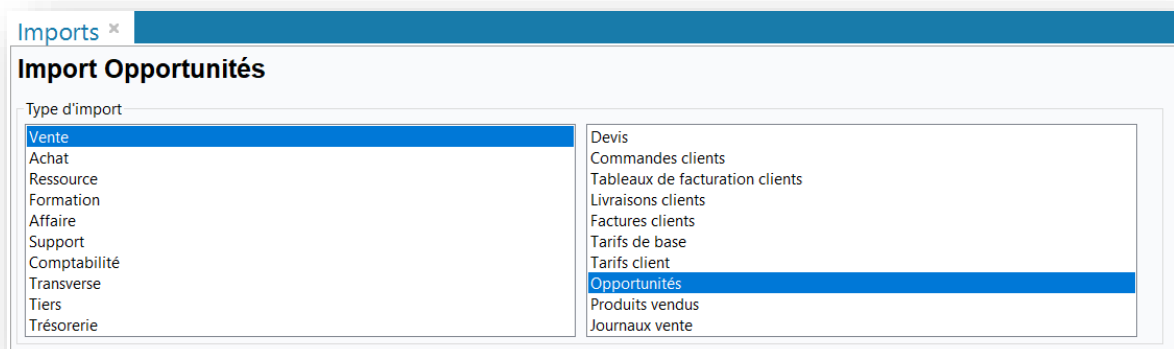 Imports ×
Import Opportunités
Type d'import
Vente
Achat
Ressource
Formation
Affaire
Support
Comptabilité
Transverse
Tiers
Trésorerie
Devis
Commandes clients
Tableaux de facturation clients
Livraisons clients
Factures clients
Tarifs de base
Tarifs client
Opportunités
Produits vendus
Journaux vente